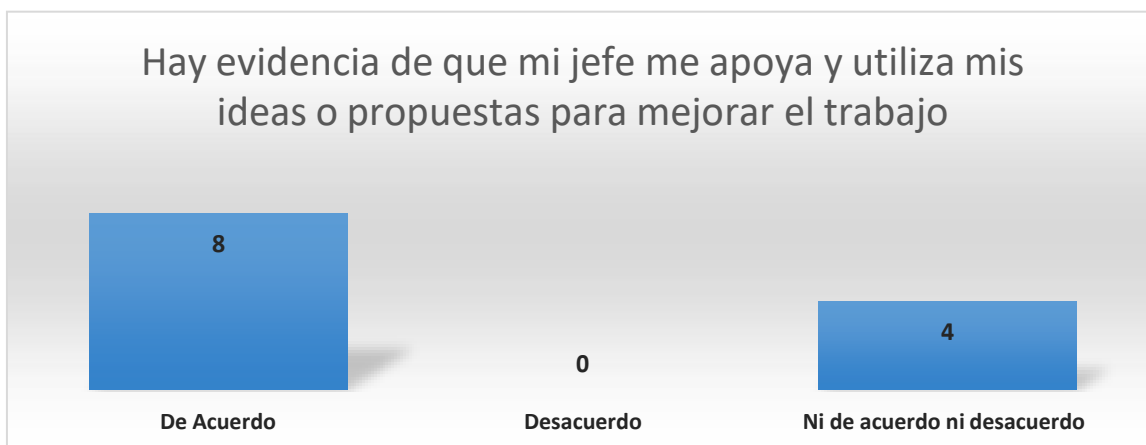 Hay evidencia de que mi jefe me apoya y utiliza mis
ideas o propuestas para mejorar el trabajo
8
0
4
De Acuerdo
Desacuerdo
Ni de acuerdo ni desacuerdo